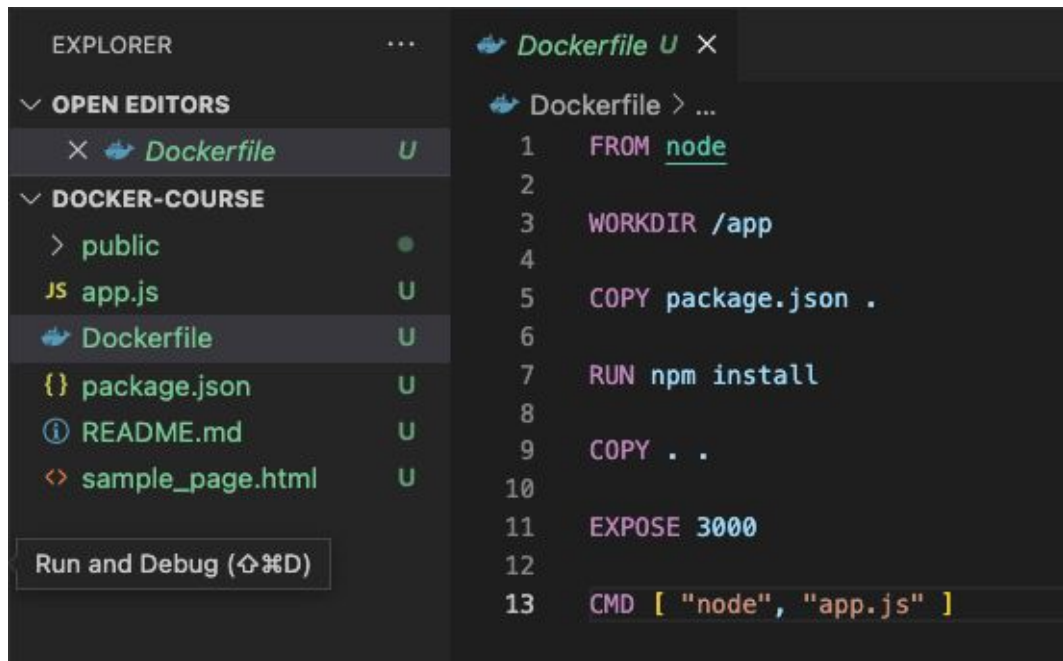 EXPLORER ...
OPEN EDITORS
Dockerfile U
DOCKER-COURSE
public
JS app.js U
Dockerfile U
{} package.json U
README.md U
<> sample_page.html U
Run and Debug (⇧⌘D)
Dockerfile U ×
Dockerfile > ...
1 FROM node
2
3 WORKDIR /app
4
5 COPY package.json .
6
7 RUN npm install
8
9 COPY . .
10
11 EXPOSE 3000
12
13 CMD [ "node", "app.js" ]